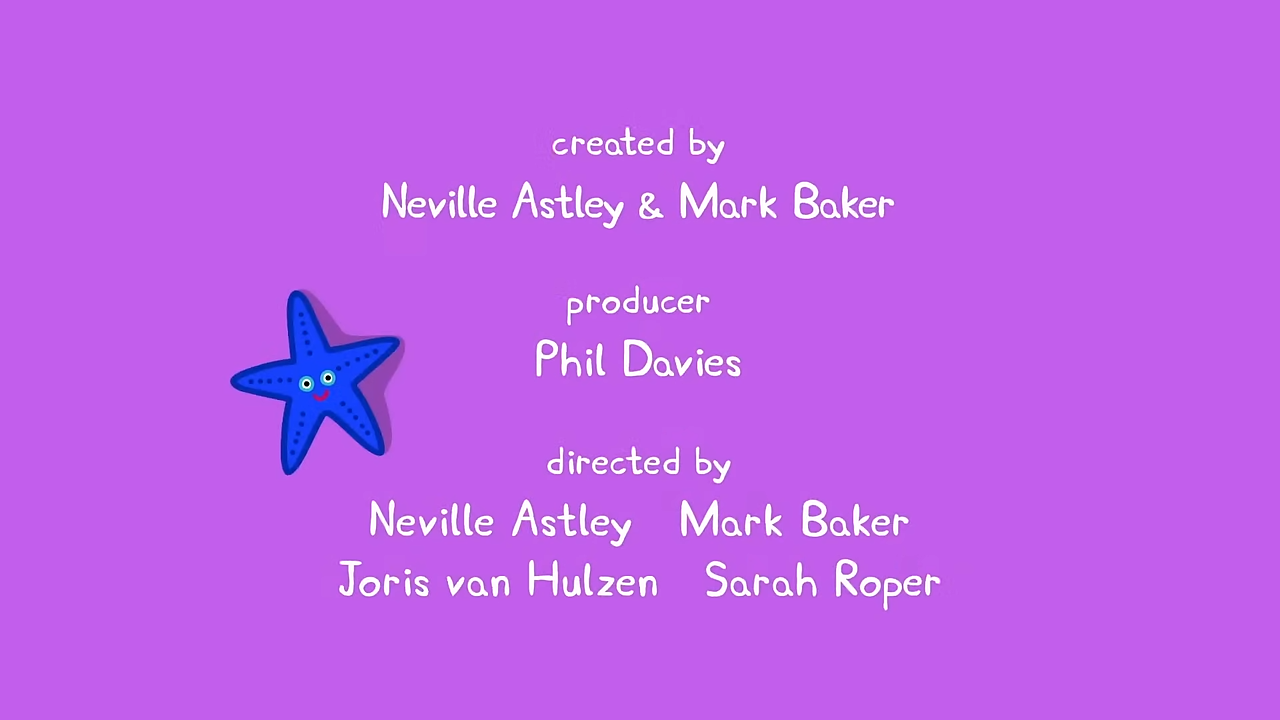 created by
Neville Astley & Mark Baker
producer
Phil Davies
directed by
Neville Astley Mark Baker
Joris van Hulzen Sarah Roper